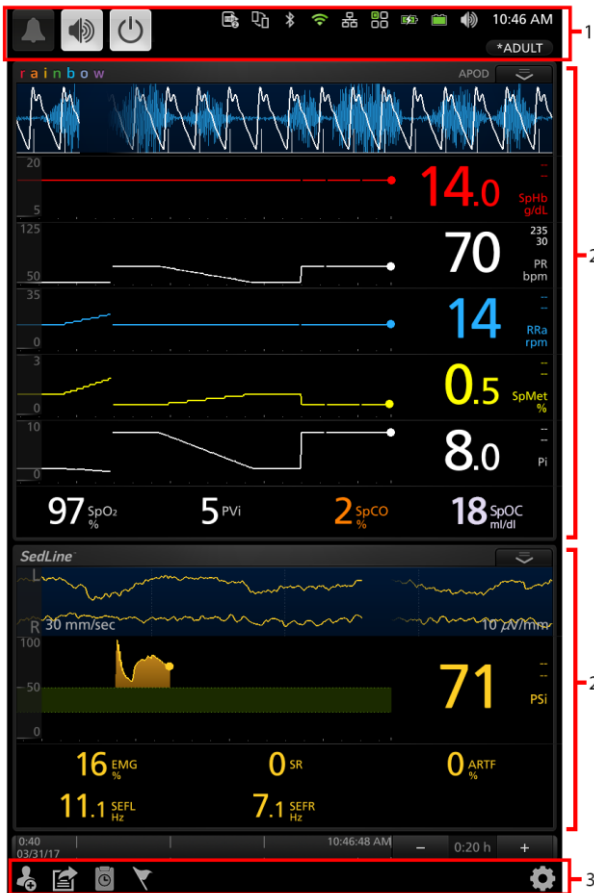 10:46 AM
1
*ADULT
rainbow
APOD
20
5
14.0
--
--
SpHb
g/dL
125
50
70
235
30
PR
bpm
2
35
0
14
--
--
RRa
rpm
3
0
0.5
--
--
SpMet
%
10
0
8.0
--
--
Pi
97 SpO₂ %
5 PVi
2 SpCO %
18 SpOC ml/dl
SedLine
L
R 30 mm/sec
10 µV/mm
100
50
0
71
--
--
PSi
2
16 EMG %
0 SR
0 ARTF %
11.1 SEFL Hz
7.1 SEFR Hz
0:40
03/31/17
10:46:48 AM
− 0:20 h +
3